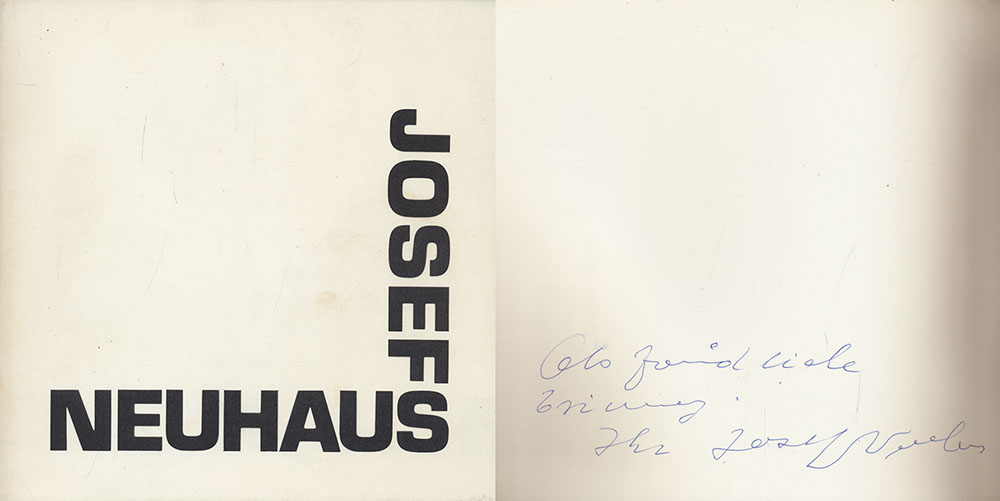 JOSEF
NEUHAUS
Als freundliche
Erinnerung.
Ihr Josef Neuhaus